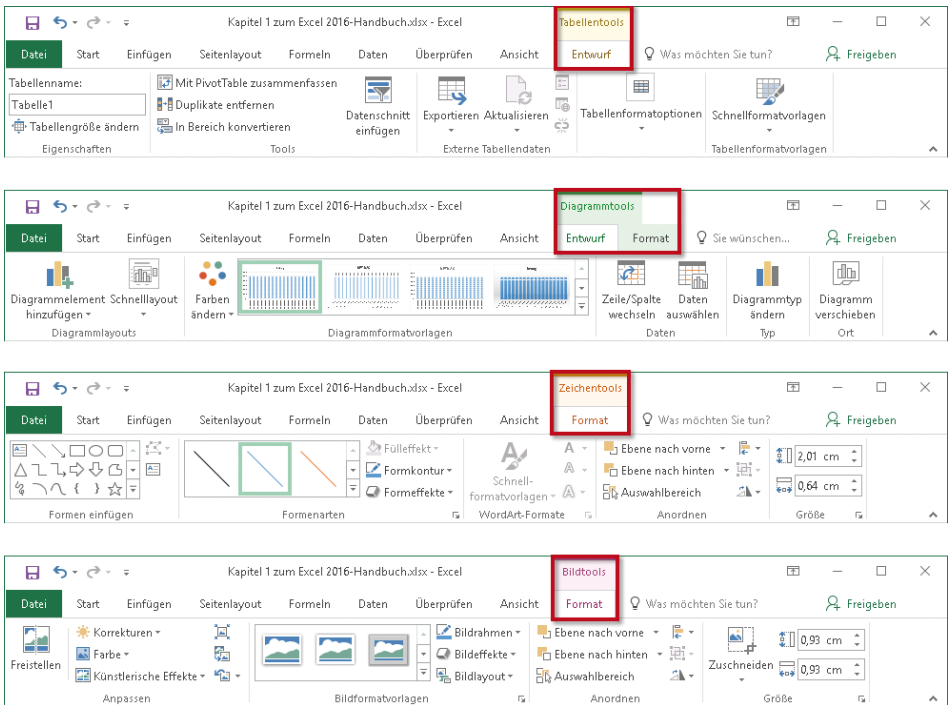 Kapitel 1 zum Excel 2016-Handbuch.xlsx - Excel Tabellentools
Datei Start Einfügen Seitenlayout Formeln Daten Überprüfen Ansicht Entwurf Was möchten Sie tun? Freigeben
Tabellenname: Mit PivotTable zusammenfassen
Tabelle1 Duplikate entfernen Datenschnitt Exportieren Aktualisieren Tabellenformatoptionen Schnellformatvorlagen
Tabellengröße ändern In Bereich konvertieren einfügen
Eigenschaften Tools Externe Tabellendaten Tabellenformatvorlagen
Kapitel 1 zum Excel 2016-Handbuch.xlsx - Excel Diagrammtools
Datei Start Einfügen Seitenlayout Formeln Daten Überprüfen Ansicht Entwurf Format Sie wünschen... Freigeben
Diagrammelement Schnelllayout Farben Zeile/Spalte Daten Diagrammtyp Diagramm
hinzufügen ändern wechseln auswählen ändern verschieben
Diagrammlayouts Diagrammformatvorlagen Daten Typ Ort
Kapitel 1 zum Excel 2016-Handbuch.xlsx - Excel Zeichentools
Datei Start Einfügen Seitenlayout Formeln Daten Überprüfen Ansicht Format Was möchten Sie tun? Freigeben
Fülleffekt Ebene nach vorne 2,01 cm
Formkontur Schnell- Ebene nach hinten
Formeffekte formatvorlagen Auswahlbereich 0,64 cm
Formen einfügen Formenarten WordArt-Formate Anordnen Größe
Kapitel 1 zum Excel 2016-Handbuch.xlsx - Excel Bildtools
Datei Start Einfügen Seitenlayout Formeln Daten Überprüfen Ansicht Format Was möchten Sie tun? Freigeben
Korrekturen Bildrahmen Ebene nach vorne 0,93 cm
Freistellen Farbe Bildeffekte Ebene nach hinten Zuschneiden
Künstlerische Effekte Bildlayout Auswahlbereich 0,93 cm
Anpassen Bildformatvorlagen Anordnen Größe